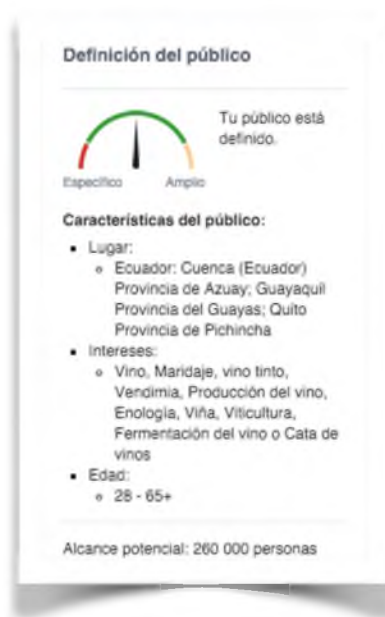 Definición del público
Tu público está
definido.
Específico Amplio
Características del público:
Lugar:
Ecuador: Cuenca (Ecuador)
Provincia de Azuay; Guayaquil
Provincia del Guayas; Quito
Provincia de Pichincha
Intereses:
Vino, Maridaje, vino tinto,
Vendimia, Producción del vino,
Enología, Viña, Viticultura,
Fermentación del vino o Cata de
vinos
Edad:
28 - 65+
Alcance potencial: 260 000 personas